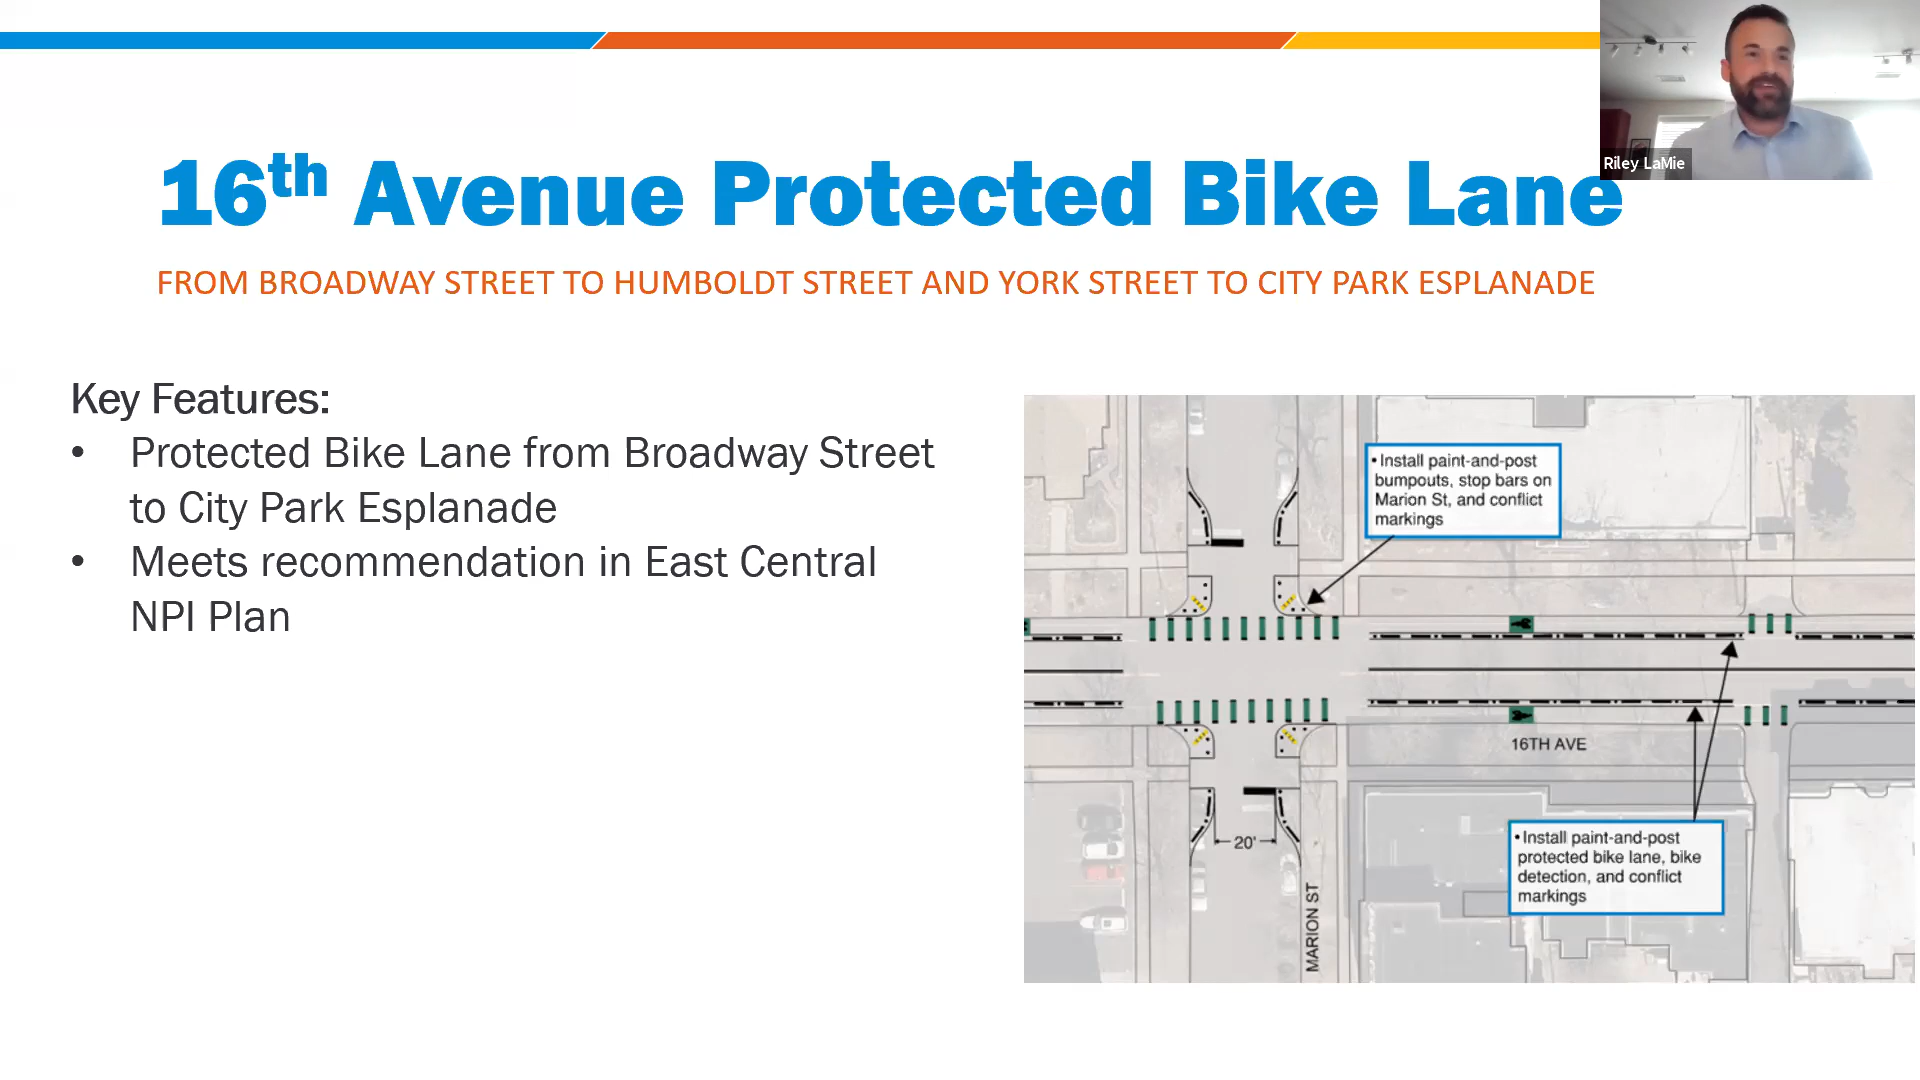 Riley LaMie
16th Avenue Protected Bike Lane
FROM BROADWAY STREET TO HUMBOLDT STREET AND YORK STREET TO CITY PARK ESPLANADE
Key Features:
• Protected Bike Lane from Broadway Street
to City Park Esplanade
• Meets recommendation in East Central
NPI Plan
• Install paint-and-post
bumpouts, stop bars on
Marion St, and conflict
markings
16TH AVE
• Install paint-and-post
protected bike lane, bike
detection, and conflict
markings
20'
MARION ST